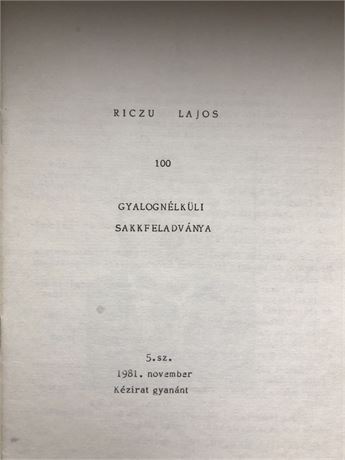 RICZU LAJOS
100
GYALOGNÉLKÜLI
SAKKFELADVÁNYA
5.sz.
1981. november
Kézirat gyanánt